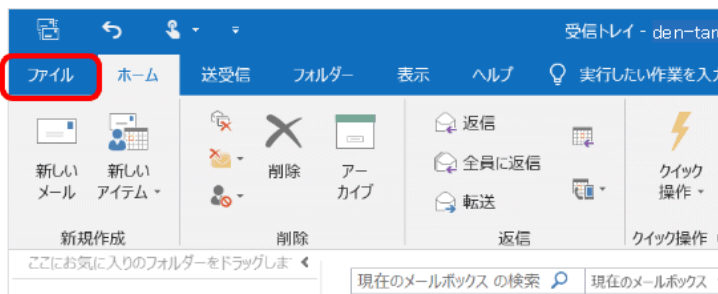 受信トレイ - den-tar
ファイル ホーム 送受信 フォルダー 表示 ヘルプ 実行したい作業を入
新しい
メール
新しい
アイテム
削除
アー
カイブ
返信
全員に返信
転送
クイック
操作
新規作成 削除 返信 クイック操作
ここにお気に入りのフォルダーをドラッグしま
現在のメールボックス の検索 現在のメールボックス